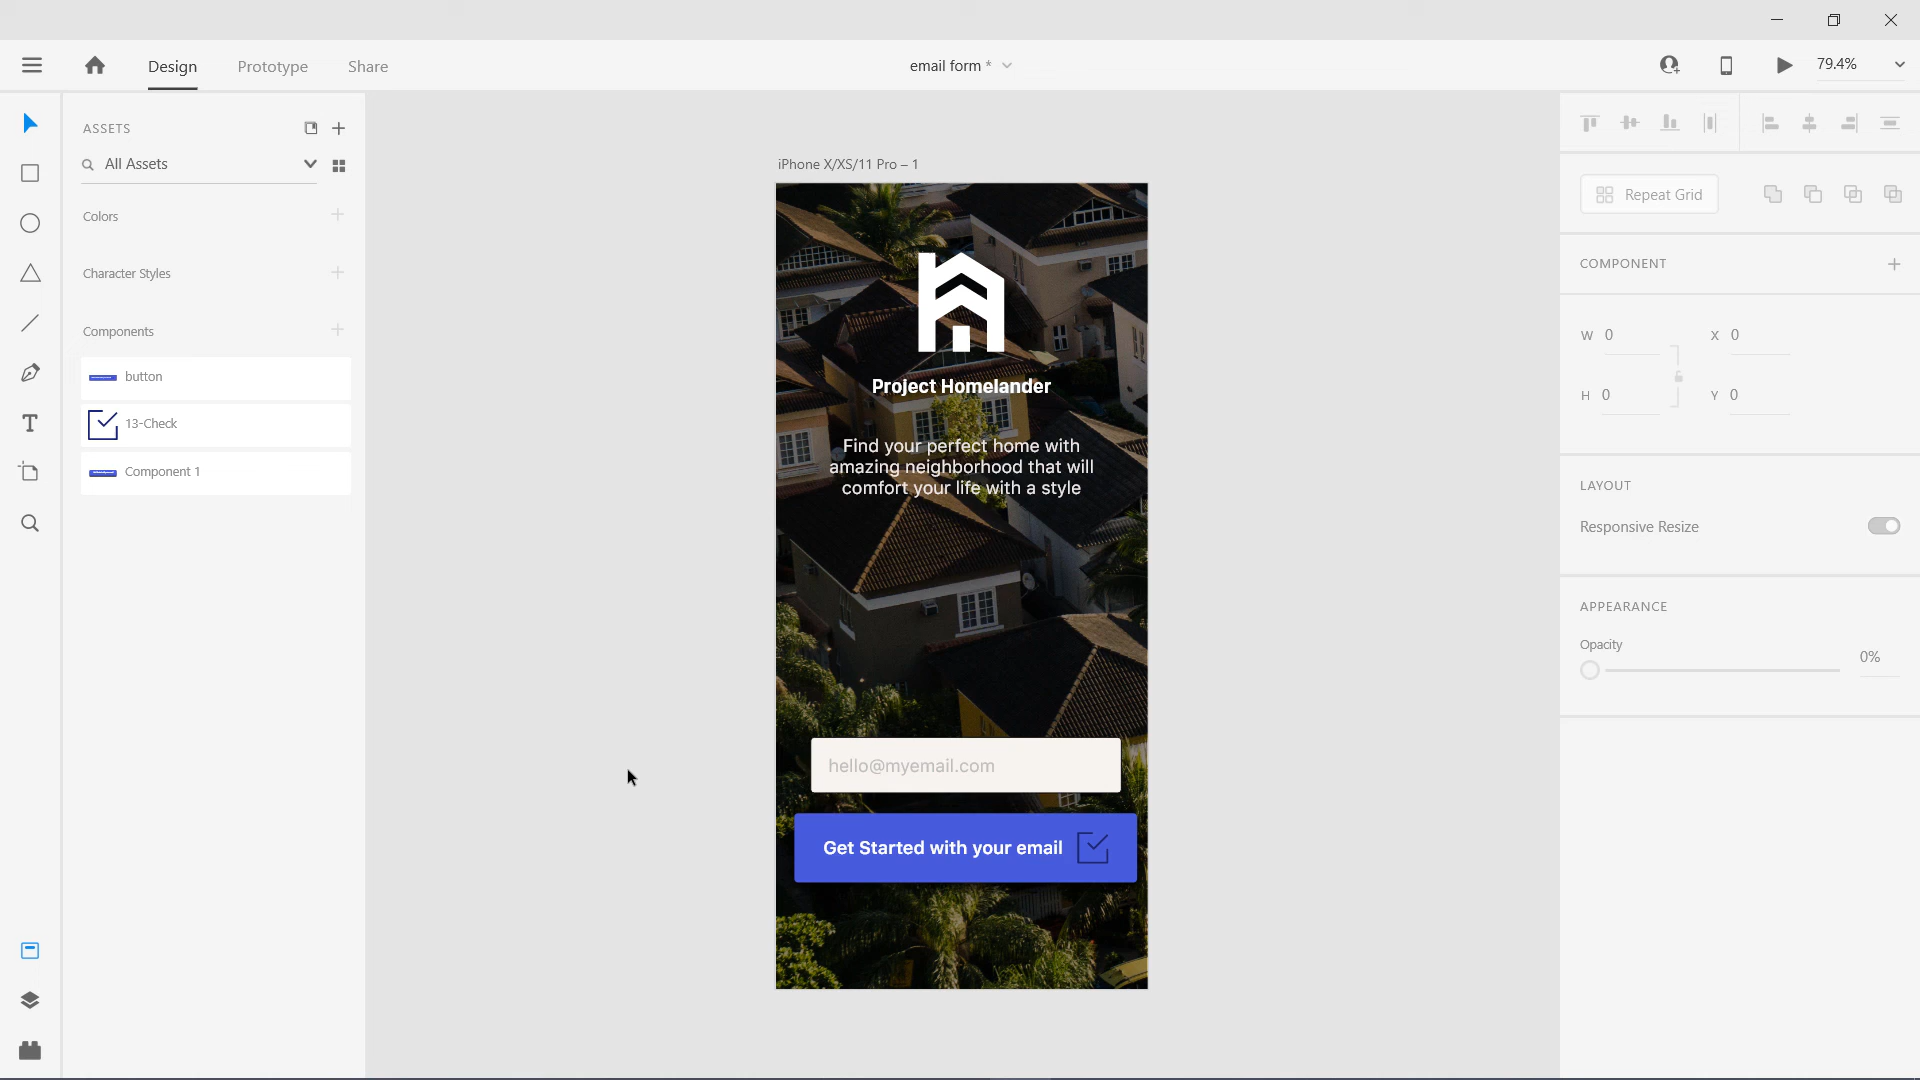 Design
Prototype
Share
email form *
79.4%
ASSETS
All Assets
Colors
Character Styles
Components
button
13-Check
Component 1
iPhone X/XS/11 Pro – 1
Project Homelander
Find your perfect home with
amazing neighborhood that will
comfort your life with a style
hello@myemail.com
Get Started with your email
Repeat Grid
COMPONENT
W 0
X 0
H 0
Y 0
LAYOUT
Responsive Resize
APPEARANCE
Opacity
0%